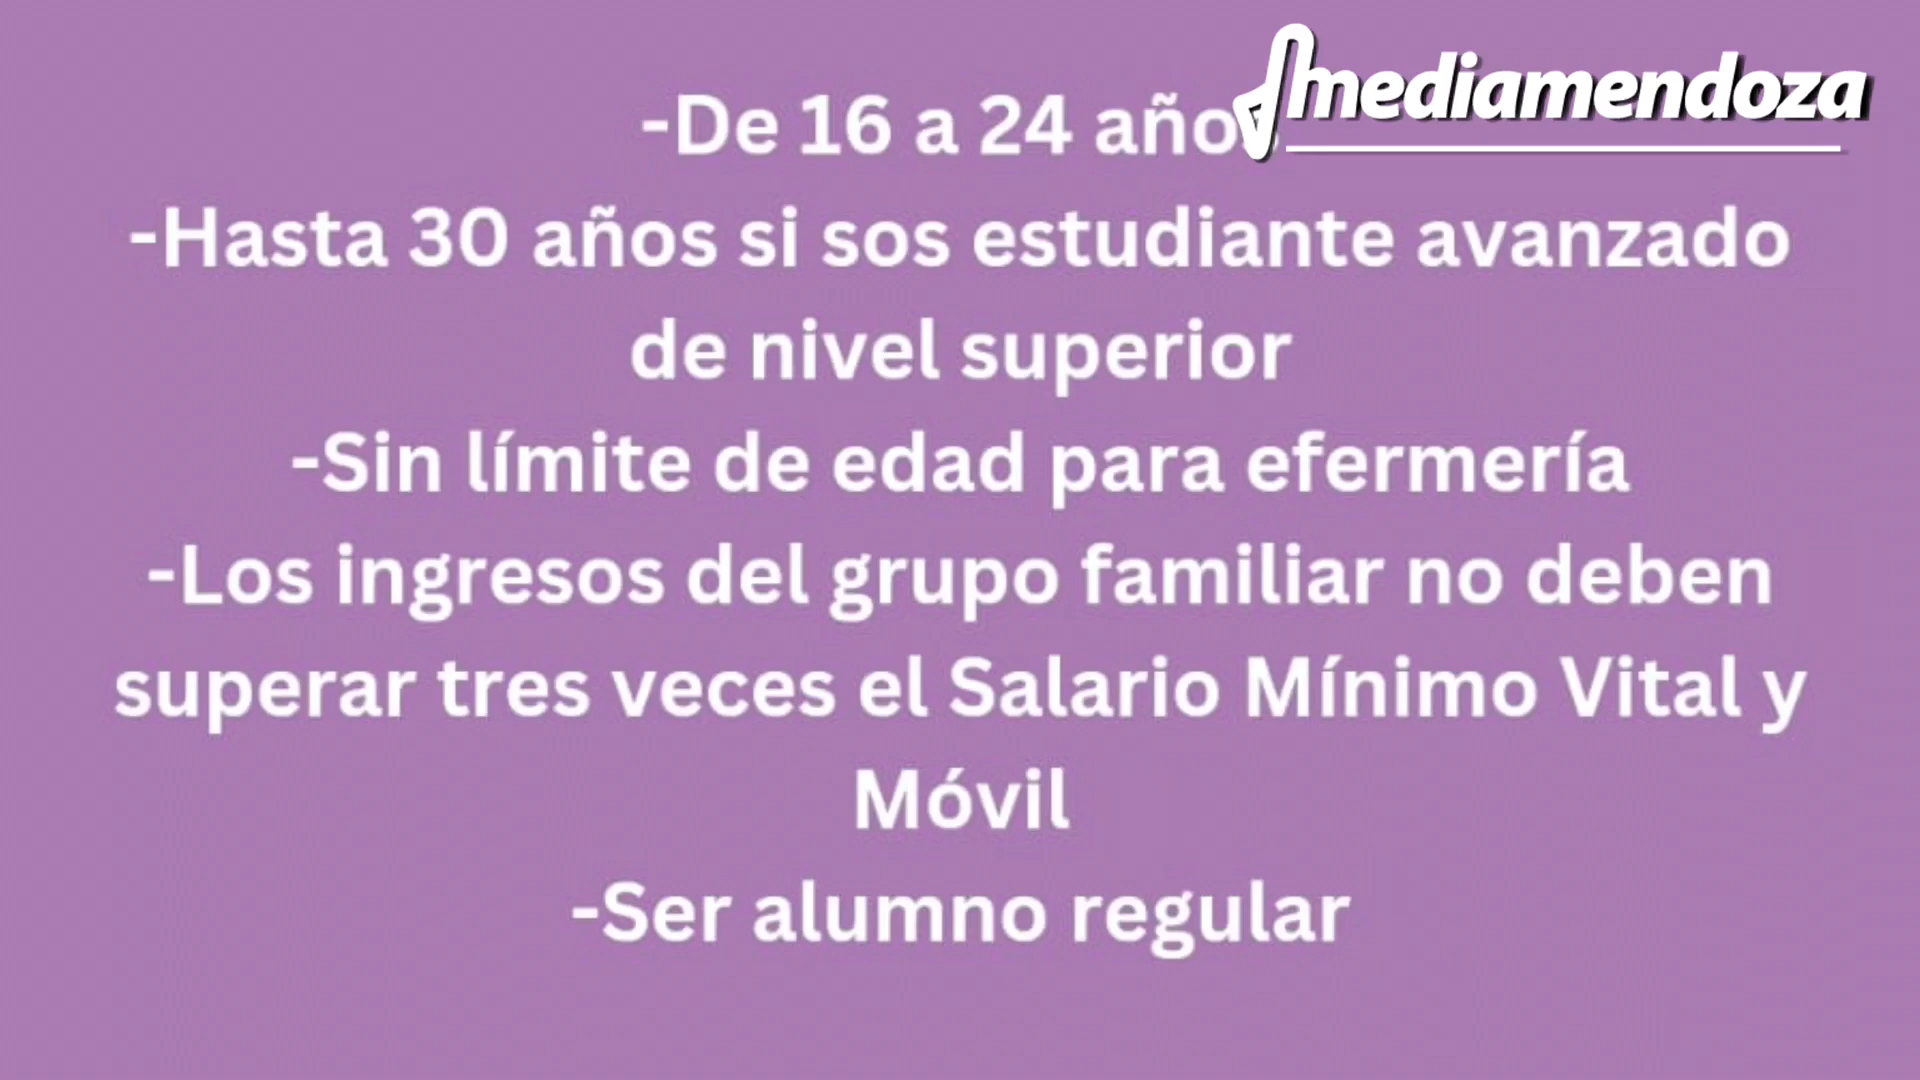 mediamendoza
-De 16 a 24 años
-Hasta 30 años si sos estudiante avanzado
de nivel superior
-Sin límite de edad para efermería
-Los ingresos del grupo familiar no deben
superar tres veces el Salario Mínimo Vital y
Móvil
-Ser alumno regular